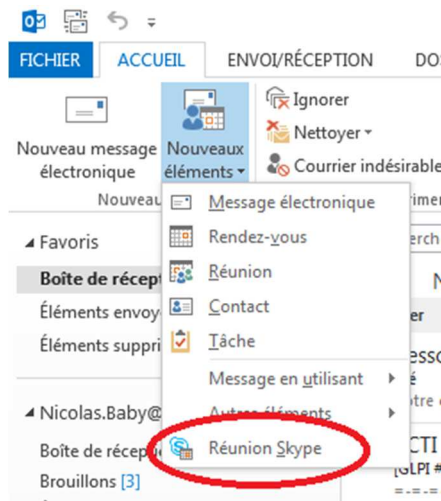 FICHIER ACCUEIL ENVOI/RÉCEPTION
Nouveau message électronique
Nouveaux éléments
Ignorer
Nettoyer
Courrier indésirable
Nouveau
Message électronique
Rendez-vous
Réunion
Contact
Tâche
Message en utilisant
Autres éléments
Réunion Skype
Favoris
Boîte de récep
Éléments envoy
Éléments suppri
Nicolas.Baby@
Boîte de récep
Brouillons [3]